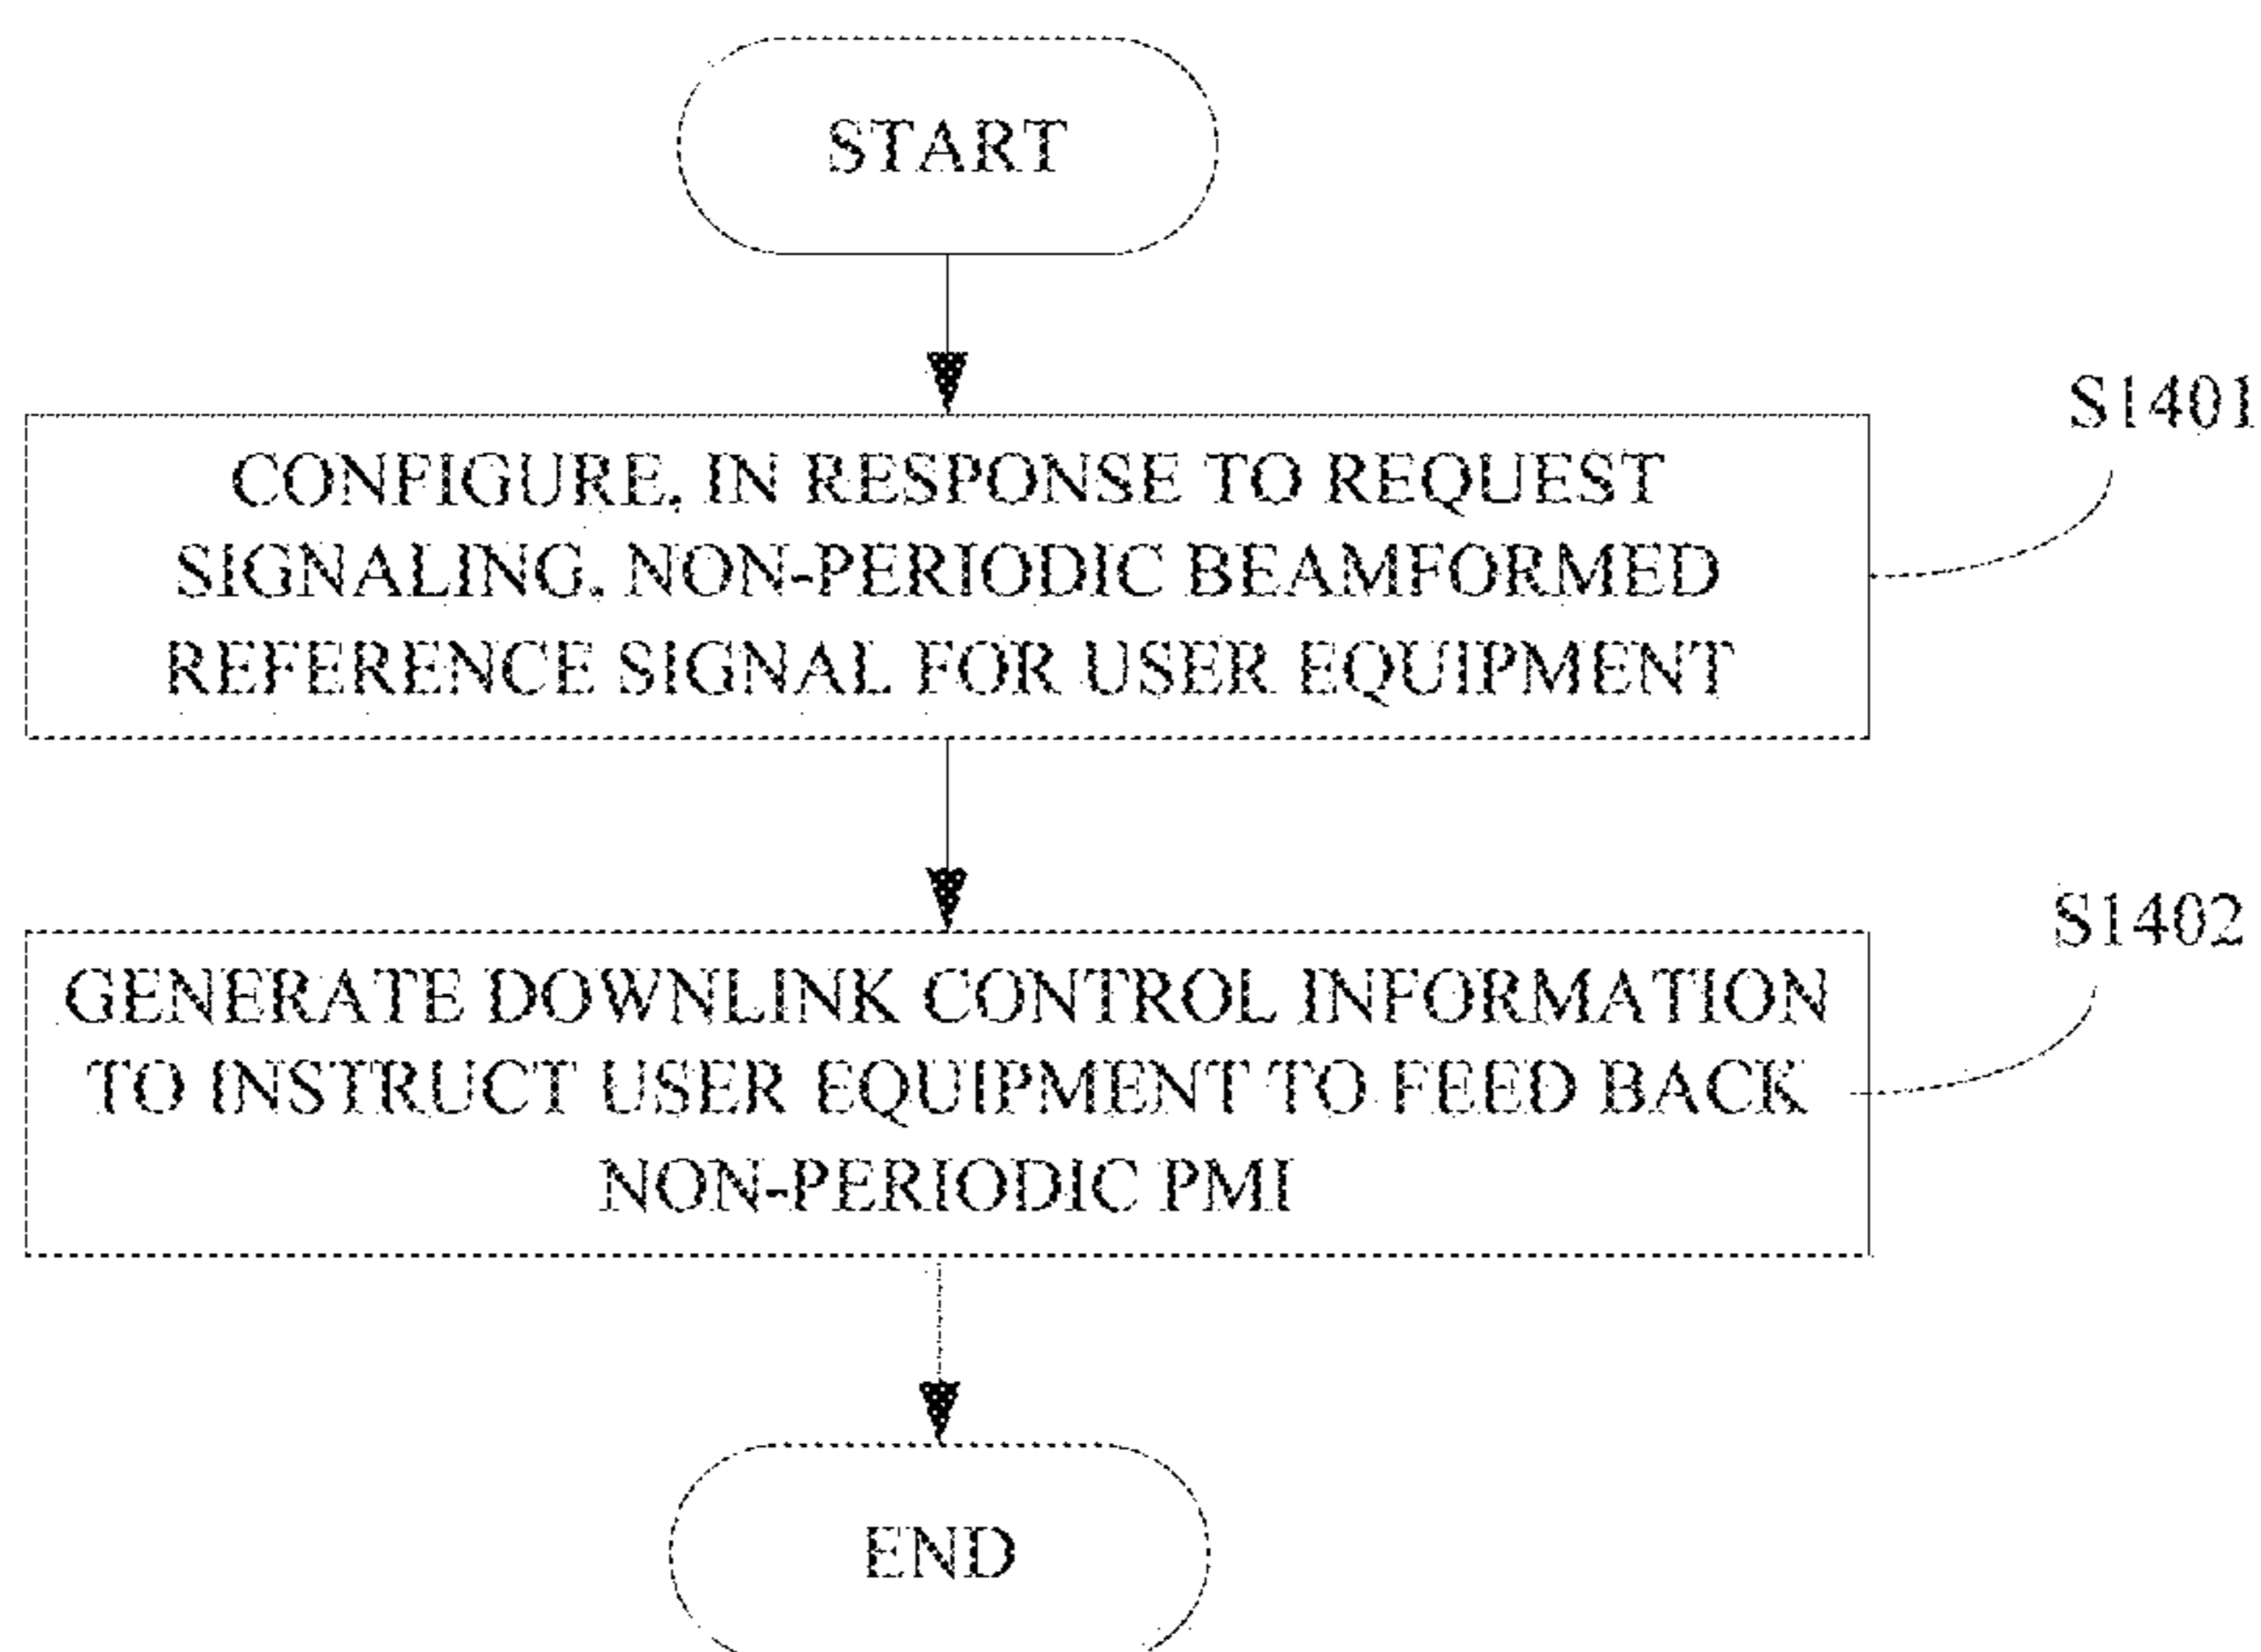 START
S1401
CONFIGURE, IN RESPONSE TO REQUEST
SIGNALING, NON-PERIODIC BEAMFORMED
REFERENCE SIGNAL FOR USER EQUIPMENT
S1402
GENERATE DOWNLINK CONTROL INFORMATION
TO INSTRUCT USER EQUIPMENT TO FEED BACK
NON-PERIODIC PMI
END